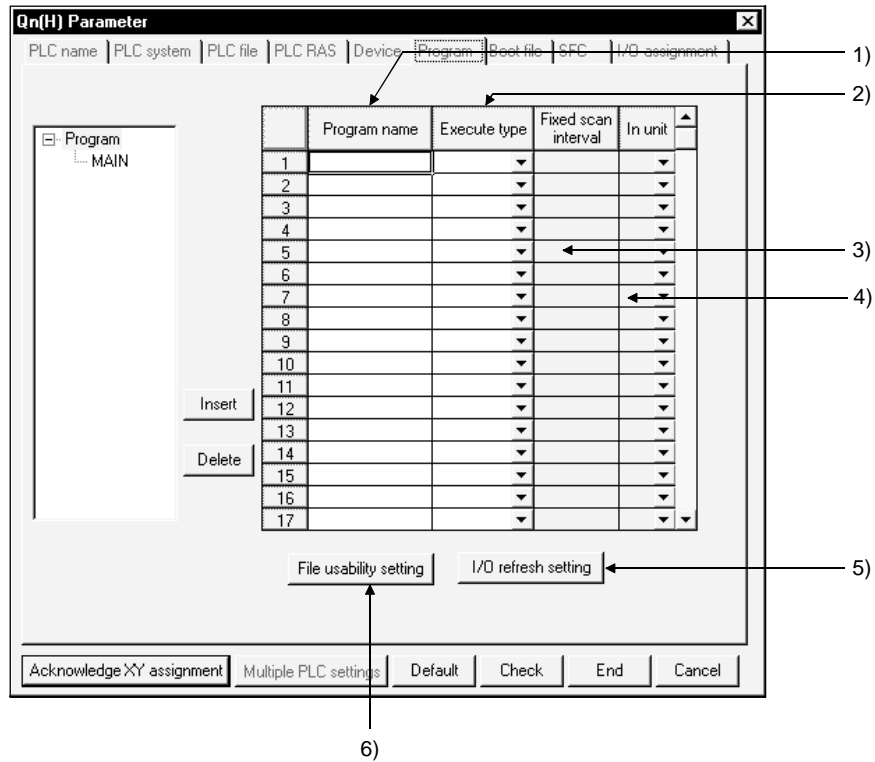 Qn(H) Parameter
PLC name PLC system PLC file PLC RAS Device Program Boot file SFC I/O assignment
1)
2)
Program
MAIN
Program name Execute type Fixed scan interval In unit
1
2
3
4
5
3)
6
7
4)
8
9
10
11
Insert
12
13
14
Delete
15
16
17
File usability setting I/O refresh setting
5)
Acknowledge XY assignment Multiple PLC settings Default Check End Cancel
6)